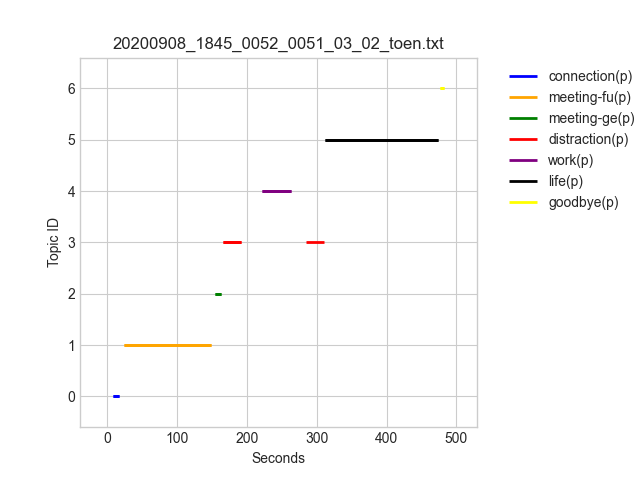 20200908_1845_0052_0051_03_02_toen.txt
connection(p)
meeting-fu(p)
meeting-ge(p)
distraction(p)
work(p)
life(p)
goodbye(p)
Topic ID
6
5
4
3
2
1
0
0 100 200 300 400 500
Seconds